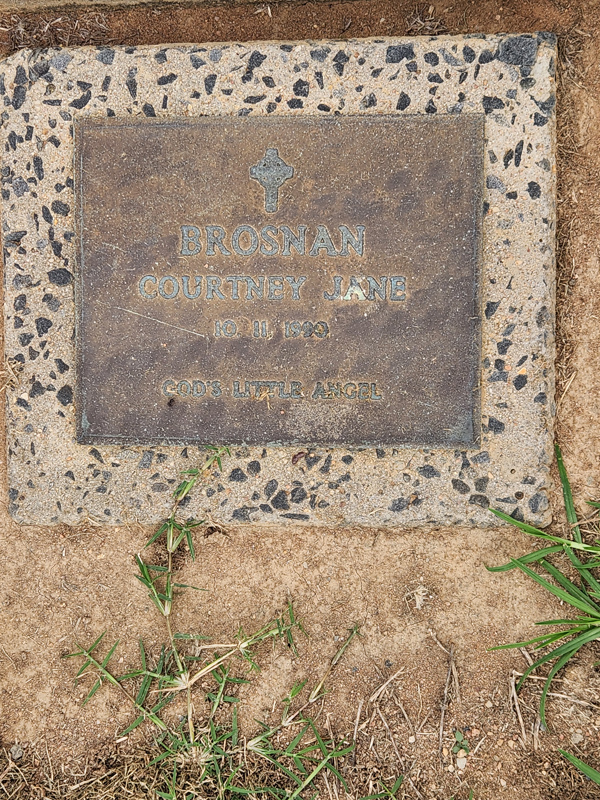 BROSNAN
COURTNEY JANE
10. 11. 1990
GOD'S LITTLE ANGEL